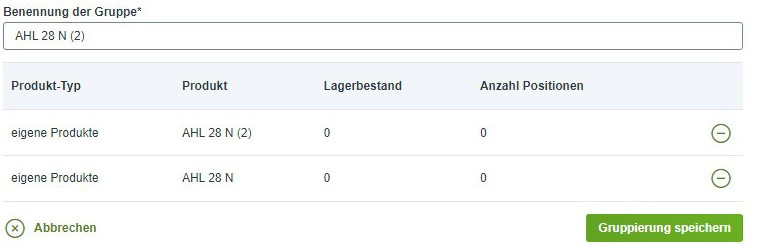 Benennung der Gruppe*
AHL 28 N (2)
Produkt-Typ Produkt Lagerbestand Anzahl Positionen
eigene Produkte AHL 28 N (2) 0 0
eigene Produkte AHL 28 N 0 0
Abbrechen Gruppierung speichern